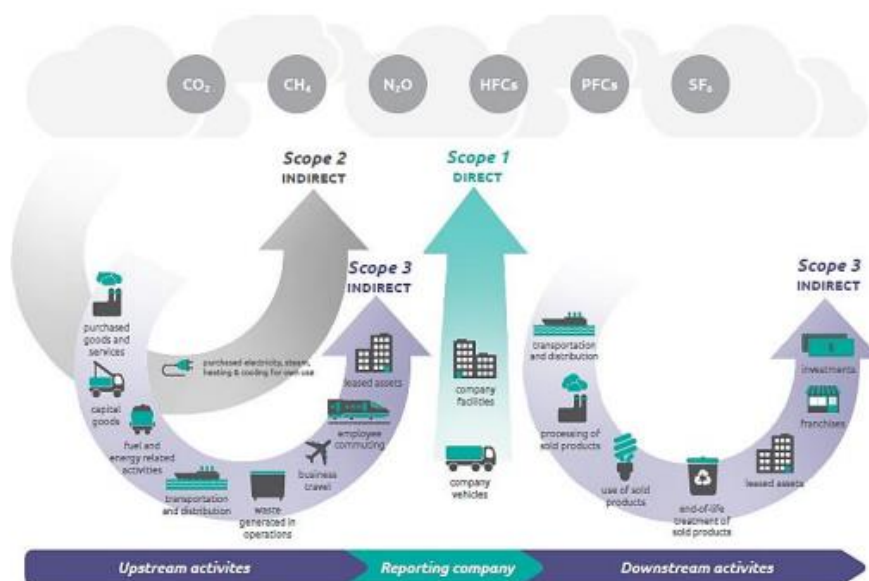 CO₂
CH₄
N₂O
HFCs
PFCs
SF₆
Scope 2
INDIRECT
Scope 1
DIRECT
Scope 3
INDIRECT
Scope 3
INDIRECT
purchased
goods and
services
capital
goods
fuel and
energy related
activities
transportation
and distribution
waste
generated in
operations
business
travel
employee
commuting
leased assets
purchased electricity, steam,
heating & cooling for own use
company
facilities
company
vehicles
transportation
and distribution
processing of
sold products
use of sold
products
end-of-life
treatment of
sold products
leased assets
franchises
investments
Upstream activites
Reporting company
Downstream activites